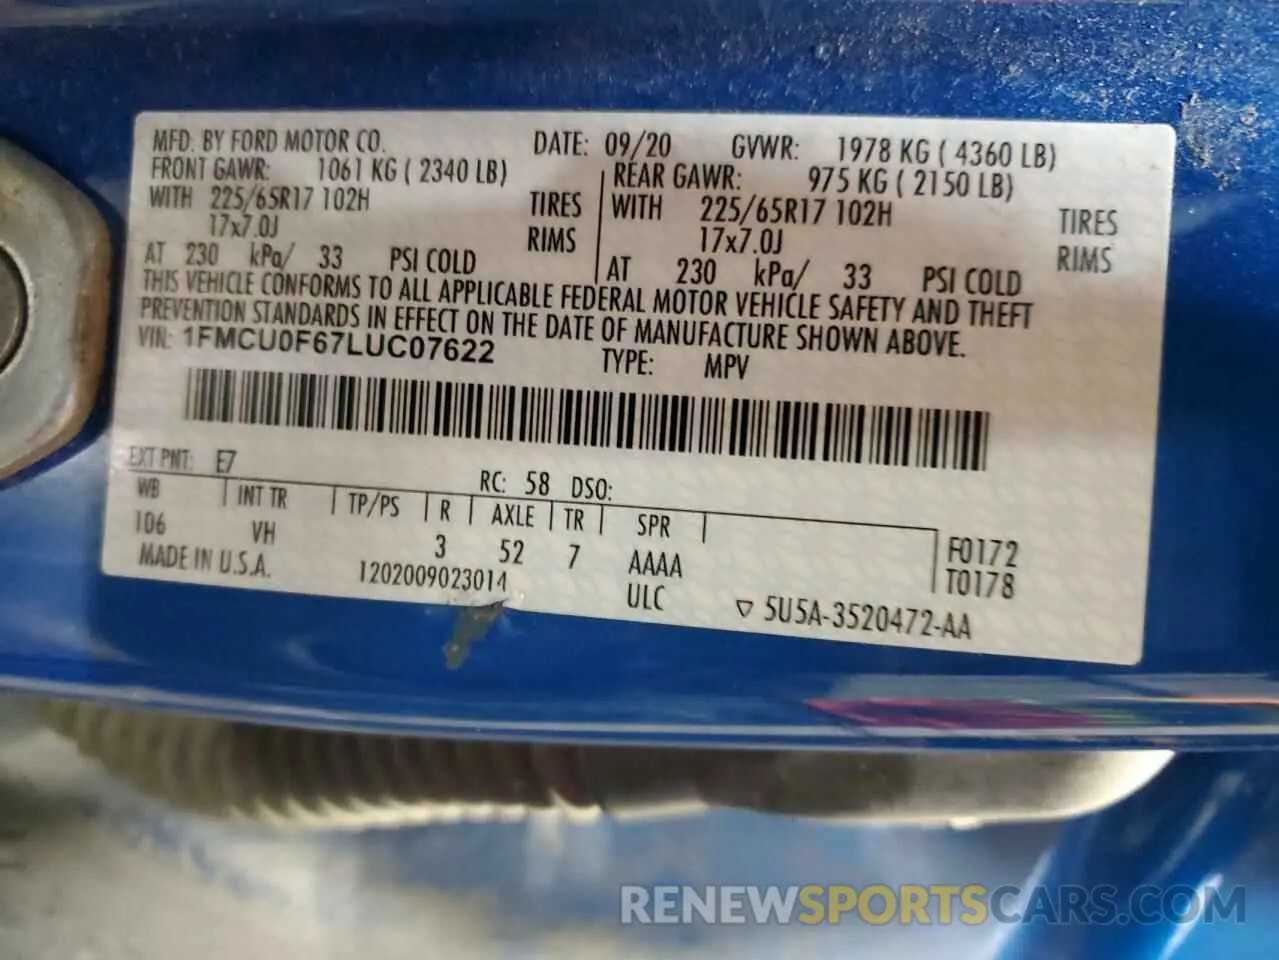 MFD. BY FORD MOTOR CO. DATE: 09/20 GVWR: 1978 KG ( 4360 LB)
FRONT GAWR: 1061 KG ( 2340 LB) REAR GAWR: 975 KG ( 2150 LB)
WITH 225/65R17 102H TIRES WITH 225/65R17 102H TIRES
17x7.0J RIMS 17x7.0J RIMS
AT 230 kPa/ 33 PSI COLD AT 230 kPa/ 33 PSI COLD
THIS VEHICLE CONFORMS TO ALL APPLICABLE FEDERAL MOTOR VEHICLE SAFETY AND THEFT
PREVENTION STANDARDS IN EFFECT ON THE DATE OF MANUFACTURE SHOWN ABOVE.
VIN: 1FMCU0F67LUC07622 TYPE: MPV
EXT PNT: E7 RC: 58 DSO:
WB INT TR TP/PS R AXLE TR SPR
106 VH 3 52 7 AAAA F0172
MADE IN U.S.A. 1202009023014 ULC T0178
▽ 5U5A-3520472-AA
RENEWSPORTSCARS.COM